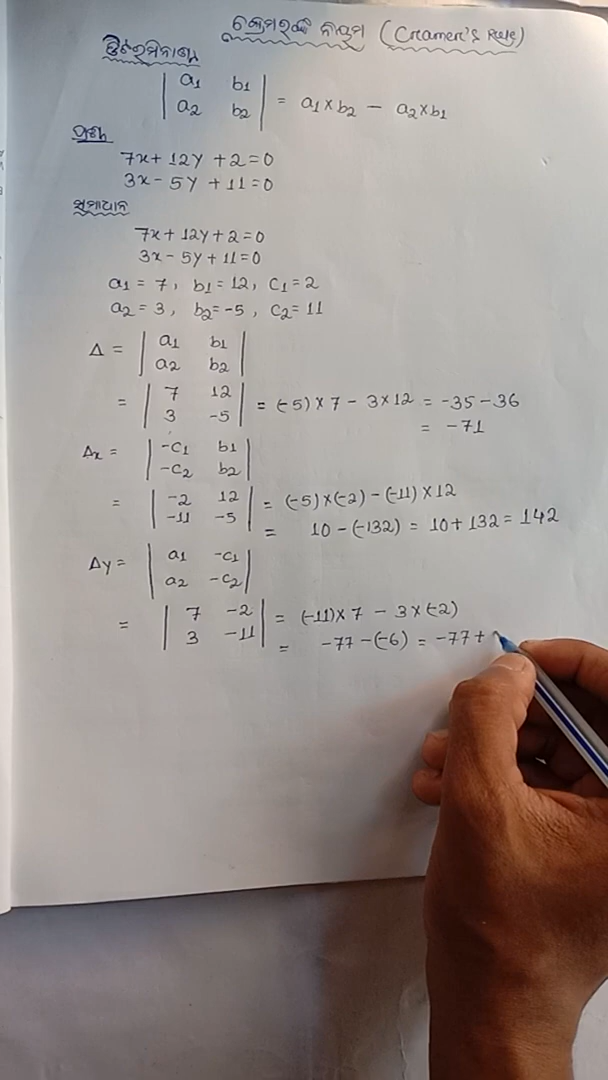 କ୍ରେମରଙ୍କ ନିୟମ (Cramer's Rule)
ଡିଟରମିନାଣ୍ଟ
| a1 b1 |
| a2 b2 | = a1 x b2 - a2 x b1
ପ୍ରଶ୍ନ
7x + 12y + 2 = 0
3x - 5y + 11 = 0
ସମାଧାନ
7x + 12y + 2 = 0
3x - 5y + 11 = 0
a1 = 7, b1 = 12, c1 = 2
a2 = 3, b2 = -5, c2 = 11
Δ = | a1 b1 |
| a2 b2 |
= | 7 12 |
| 3 -5 | = (-5) x 7 - 3 x 12 = -35 - 36
= -71
Δx = | -c1 b1 |
| -c2 b2 |
= | -2 12 |
| -11 -5 | = (-5) x (-2) - (-11) x 12
= 10 - (-132) = 10 + 132 = 142
Δy = | a1 -c1 |
| a2 -c2 |
= | 7 -2 |
| 3 -11 | = (-11) x 7 - 3 x (-2)
= -77 - (-6) = -77 +